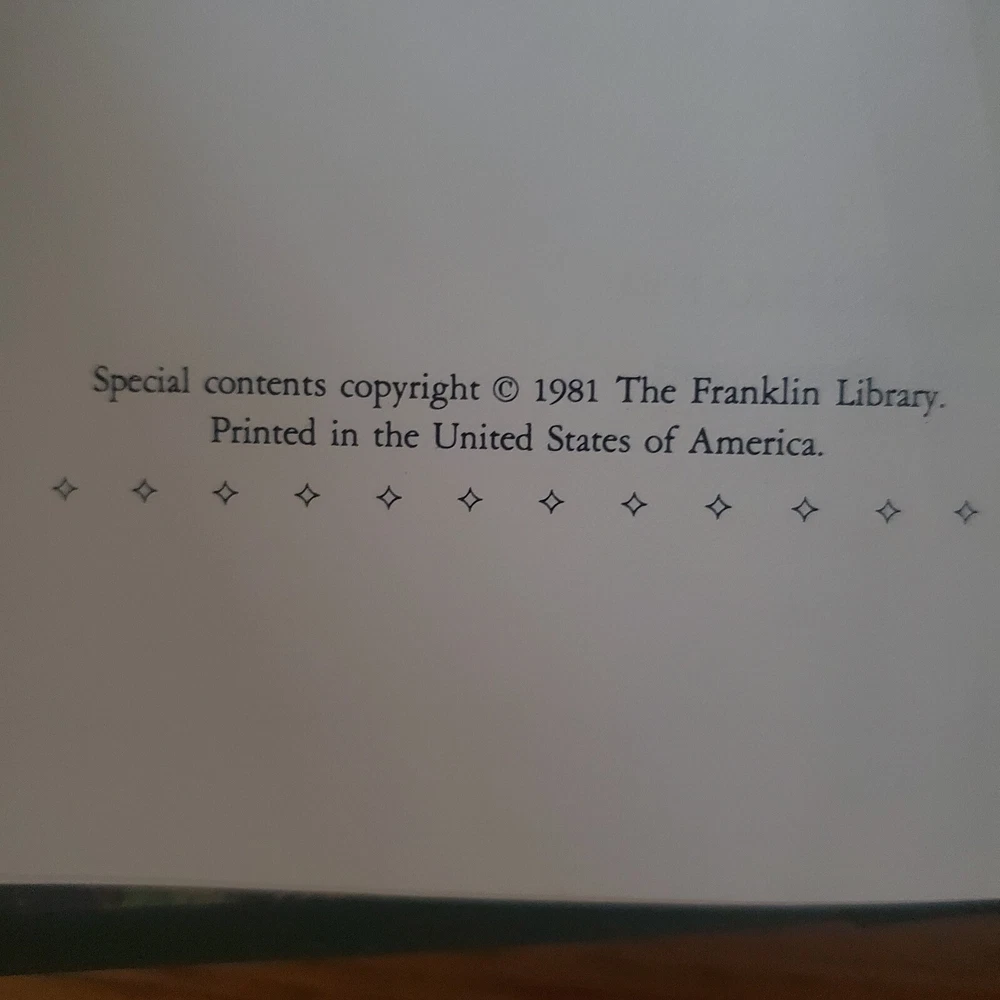 Special contents copyright © 1981 The Franklin Library.
Printed in the United States of America.